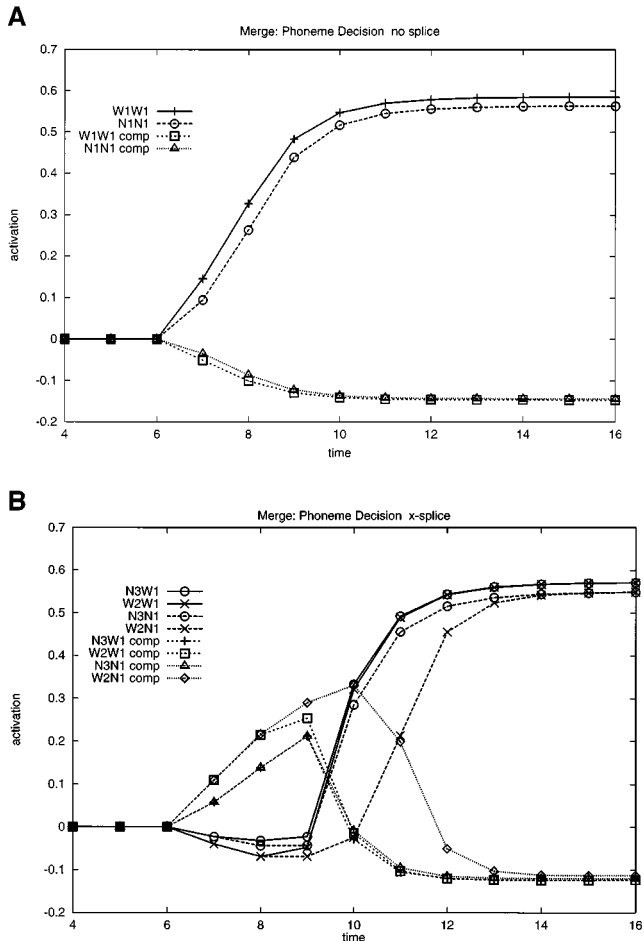 A
Merge: Phoneme Decision no splice
0.7
0.6
0.5
0.4
0.3
0.2
0.1
0
-0.1
-0.2
activation
W1W1
N1N1
W1W1 comp
N1N1 comp
4 6 8 10 12 14 16
time
B
Merge: Phoneme Decision x-splice
0.7
0.6
0.5
0.4
0.3
0.2
0.1
0
-0.1
-0.2
activation
N3W1
W2W1
N3N1
W2N1
N3W1 comp
W2W1 comp
N3N1 comp
W2N1 comp
4 6 8 10 12 14 16
time